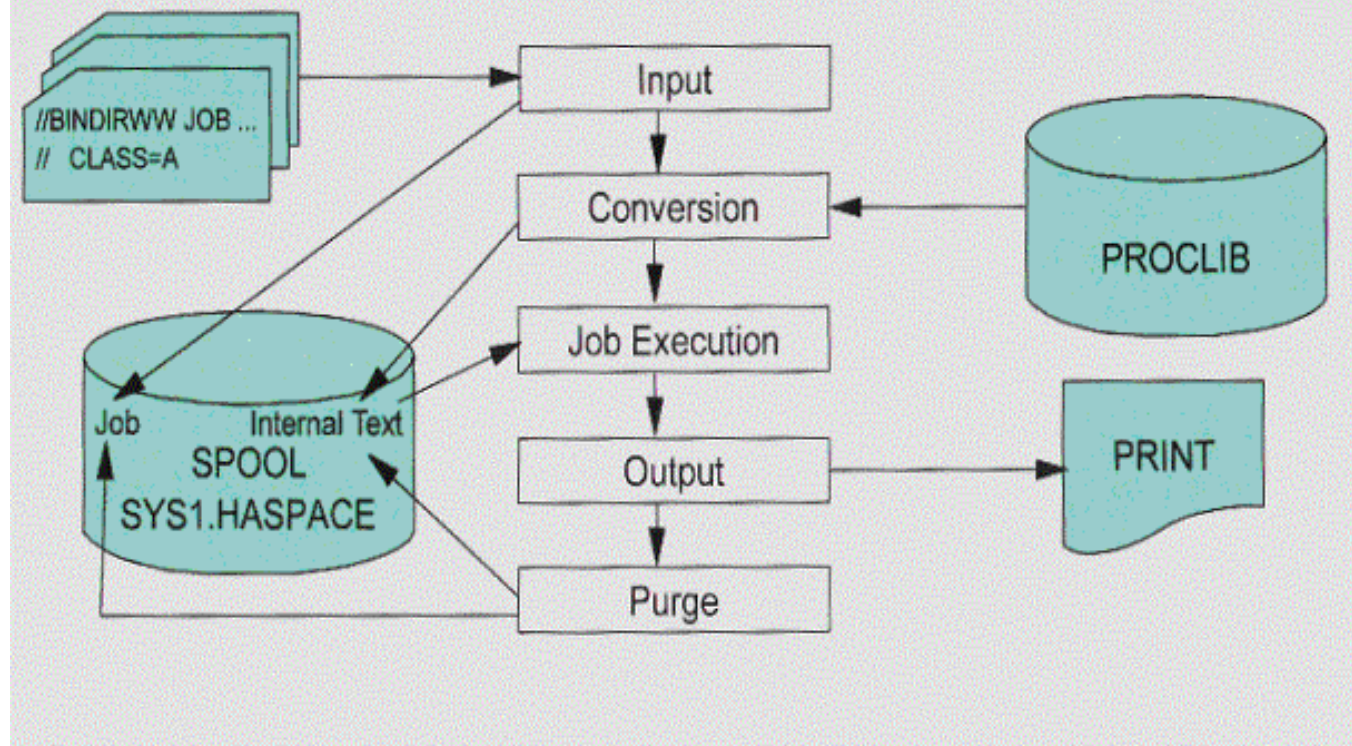 //BINDIRWW JOB ...
// CLASS=A
Input
Conversion
PROCLIB
Job Execution
Job
Internal Text
SPOOL
SYS1.HASPACE
Output
PRINT
Purge